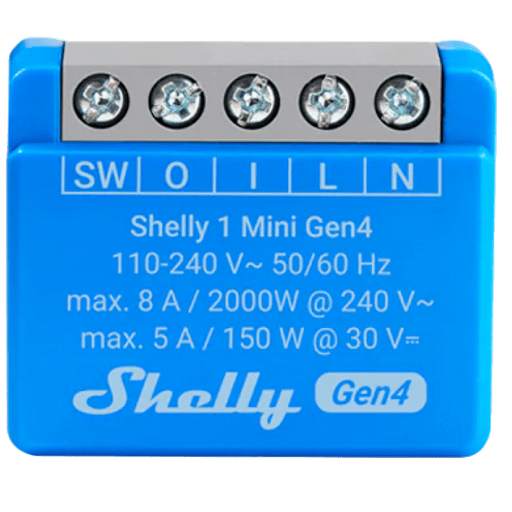 SW O I L N
Shelly 1 Mini Gen4
110-240 V~ 50/60 Hz
max. 8 A / 2000W @ 240 V~
max. 5 A / 150 W @ 30 V⎓
Shelly Gen4